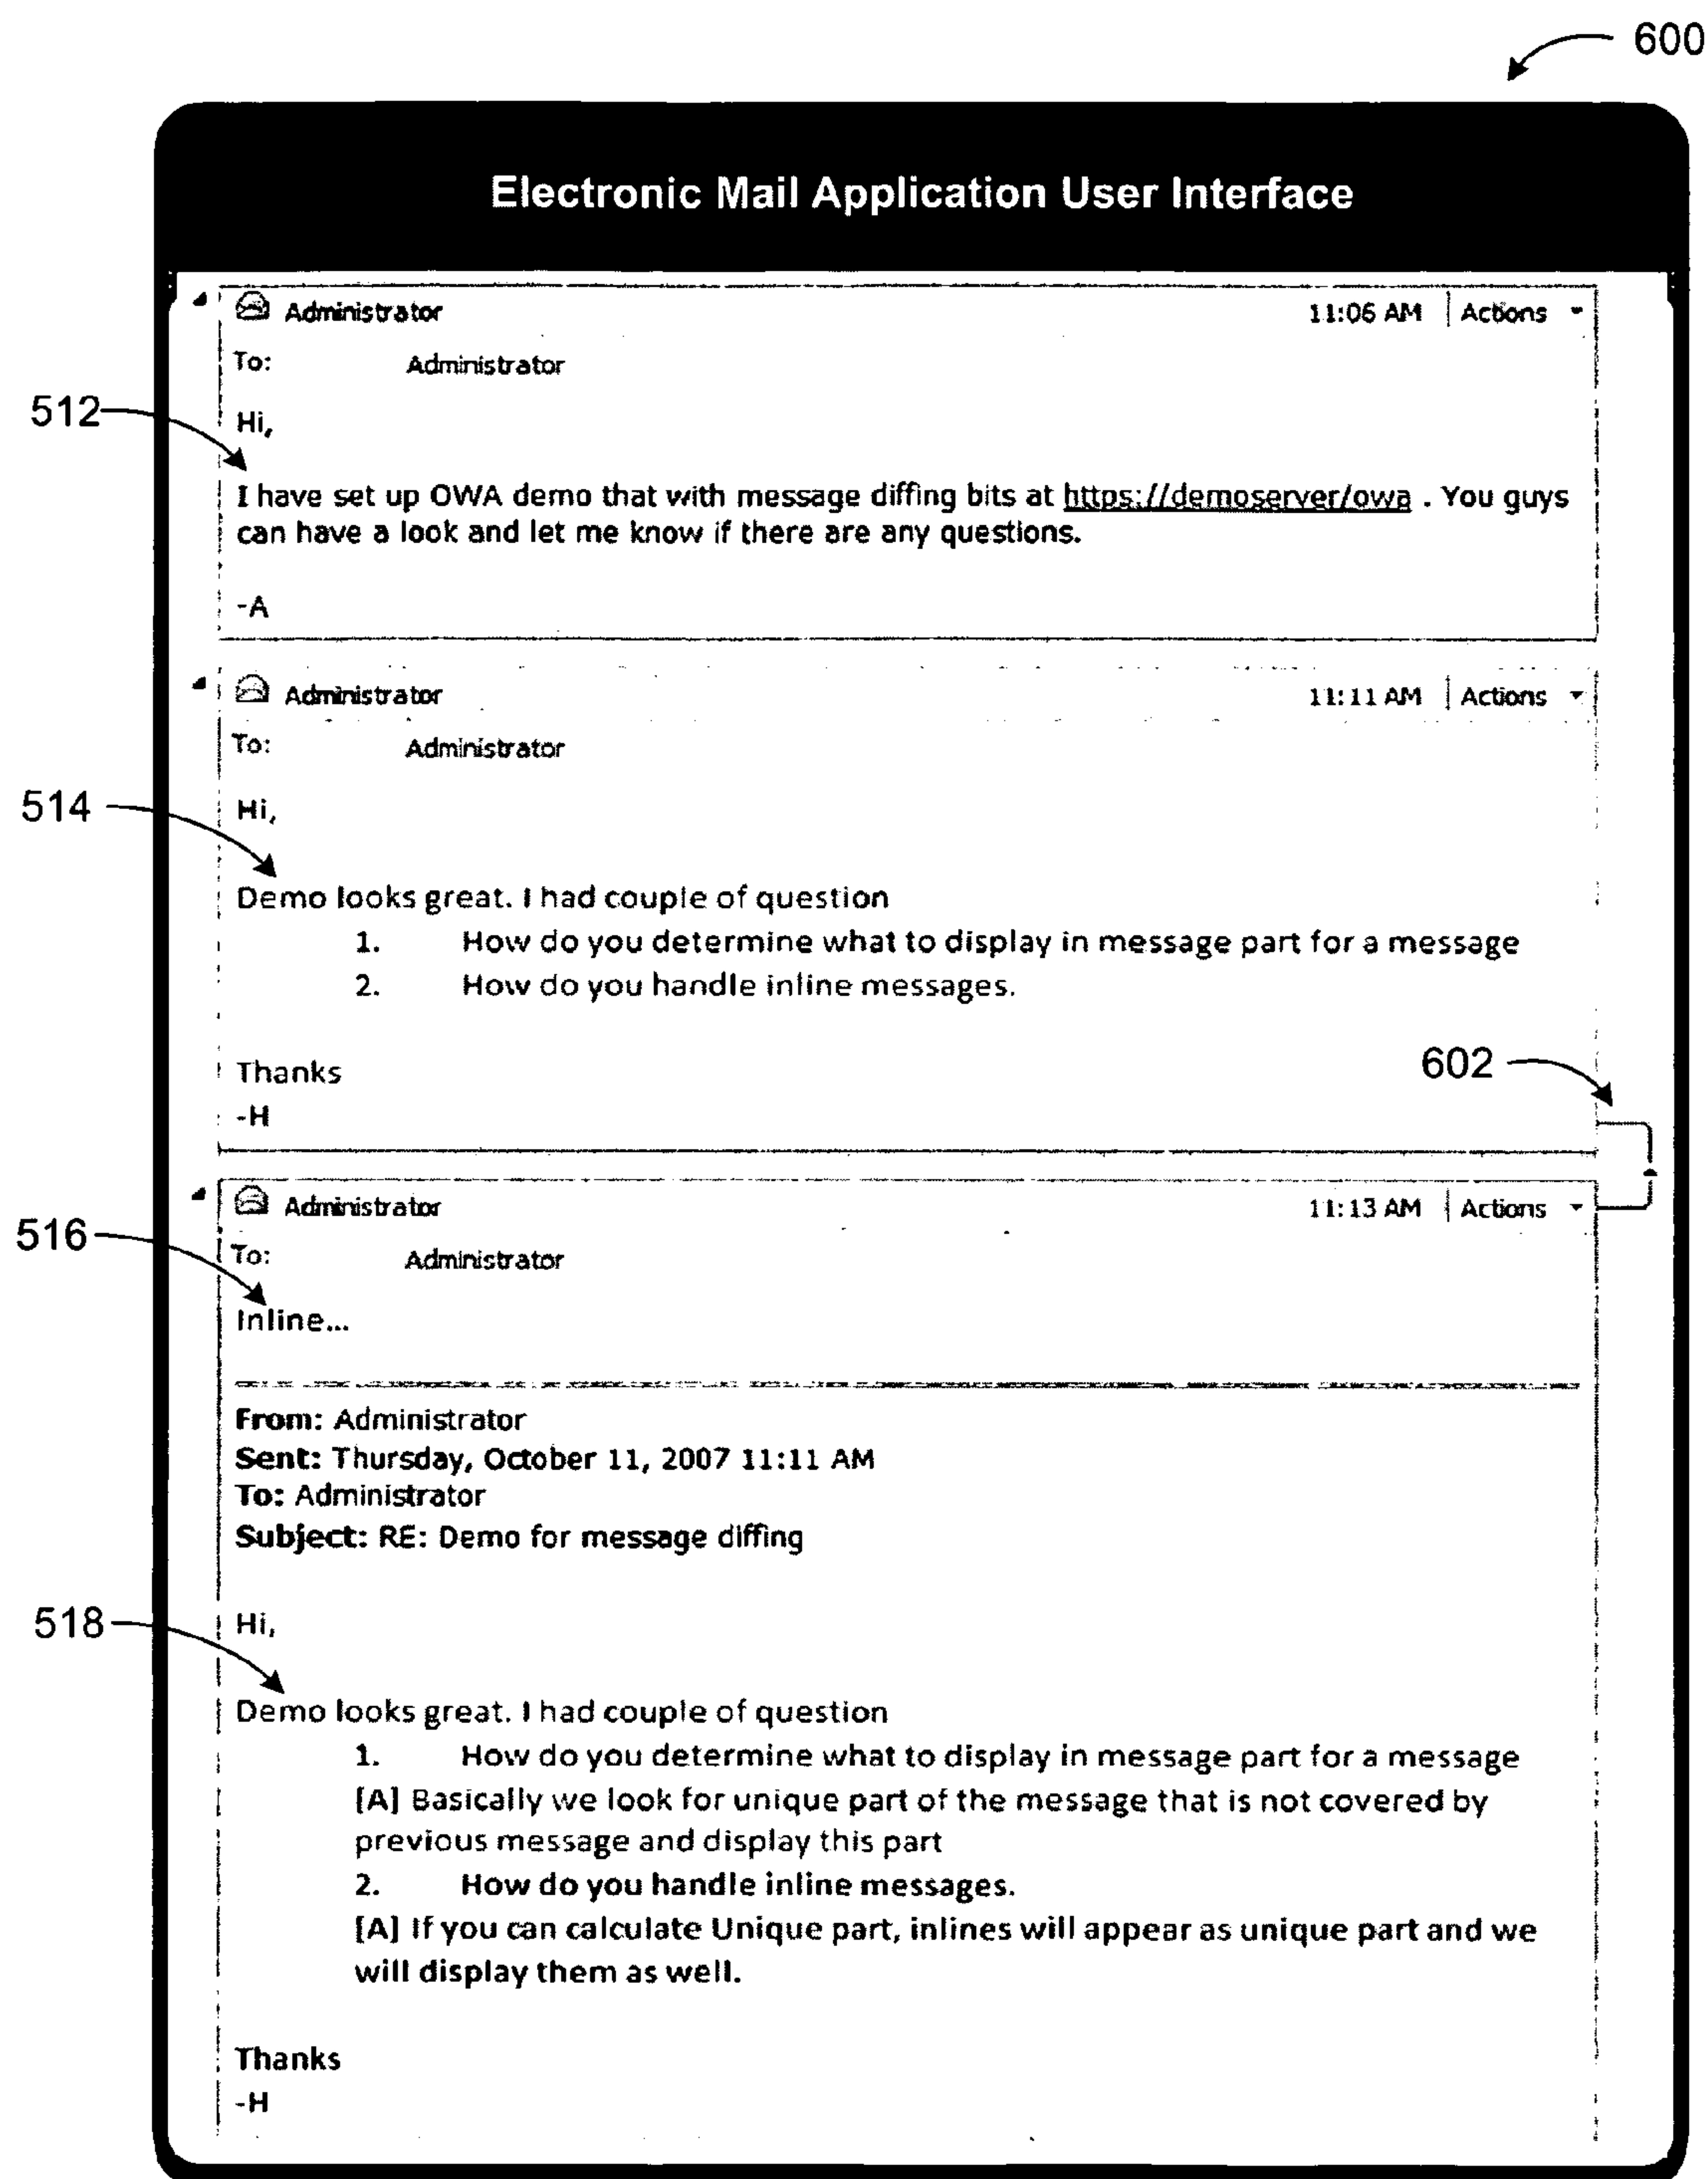 600
Electronic Mail Application User Interface
Administrator 11:06 AM Actions
To: Administrator
512
Hi,
I have set up OWA demo that with message diffing bits at https://demoserver/owa . You guys
can have a look and let me know if there are any questions.
-A
Administrator 11:11 AM Actions
To: Administrator
514
Hi,
Demo looks great. I had couple of question
1. How do you determine what to display in message part for a message
2. How do you handle inline messages.
Thanks
602
-H
Administrator 11:13 AM Actions
516
To: Administrator
Inline...
From: Administrator
Sent: Thursday, October 11, 2007 11:11 AM
To: Administrator
Subject: RE: Demo for message diffing
518
Hi,
Demo looks great. I had couple of question
1. How do you determine what to display in message part for a message
[A] Basically we look for unique part of the message that is not covered by
previous message and display this part
2. How do you handle inline messages.
[A] If you can calculate Unique part, inlines will appear as unique part and we
will display them as well.
Thanks
-H